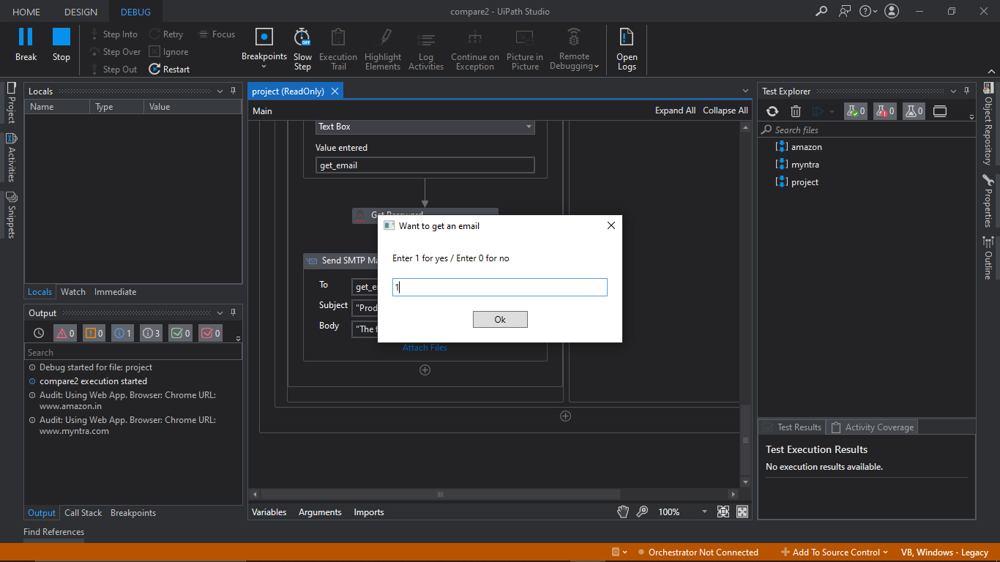 HOME DESIGN DEBUG compare2 - UiPath Studio
Break Stop Step Into Retry Focus
Step Over Ignore
Step Out Restart
Breakpoints Slow Step Execution Trail Highlight Elements Log Activities Continue on Exception Picture in Picture Remote Debugging Open Logs
Project
Activities
Snippets
Locals
Name Type Value
Locals Watch Immediate
Output
0 0 1 3 0 0
Search
Debug started for file: project
compare2 execution started
Audit: Using Web App. Browser: Chrome URL:
www.amazon.in
Audit: Using Web App. Browser: Chrome URL:
www.myntra.com
Output Call Stack Breakpoints
Find References
project (ReadOnly)
Main Expand All Collapse All
Text Box
Value entered
get_email
Get Password
Send SMTP Ma
To get_e
Subject "Prod
Body "The f
Attach Files
Want to get an email
Enter 1 for yes / Enter 0 for no
1
Ok
Variables Arguments Imports 100%
Test Explorer
0 0 0
Search files
amazon
myntra
project
Test Results Activity Coverage
Test Execution Results
No execution results available.
Object Repository
Properties
Outline
Orchestrator Not Connected Add To Source Control VB, Windows - Legacy